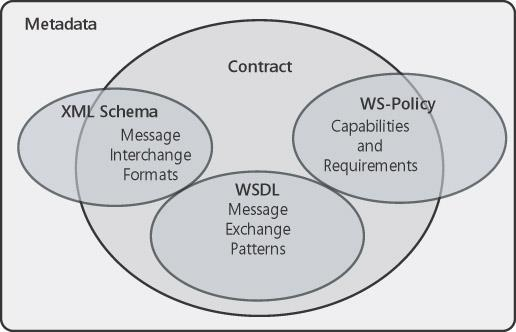 Metadata
Contract
XML Schema
Message
Interchange
Formats
WS-Policy
Capabilities
and
Requirements
WSDL
Message
Exchange
Patterns